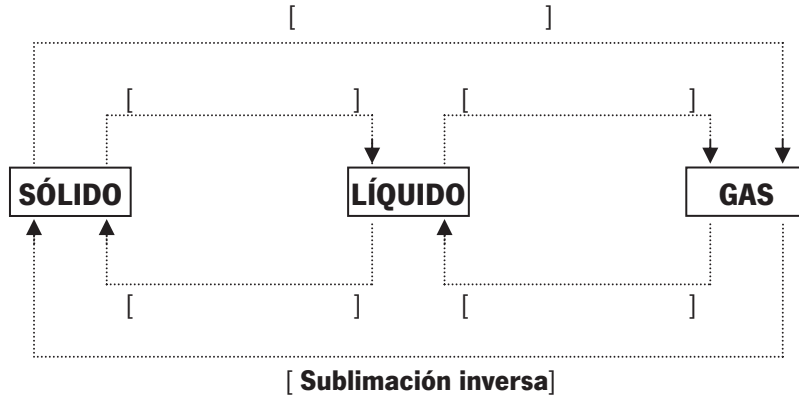 [ ]
[ ] [ ]
SÓLIDO LÍQUIDO GAS
[ ] [ ]
[ Sublimación inversa]